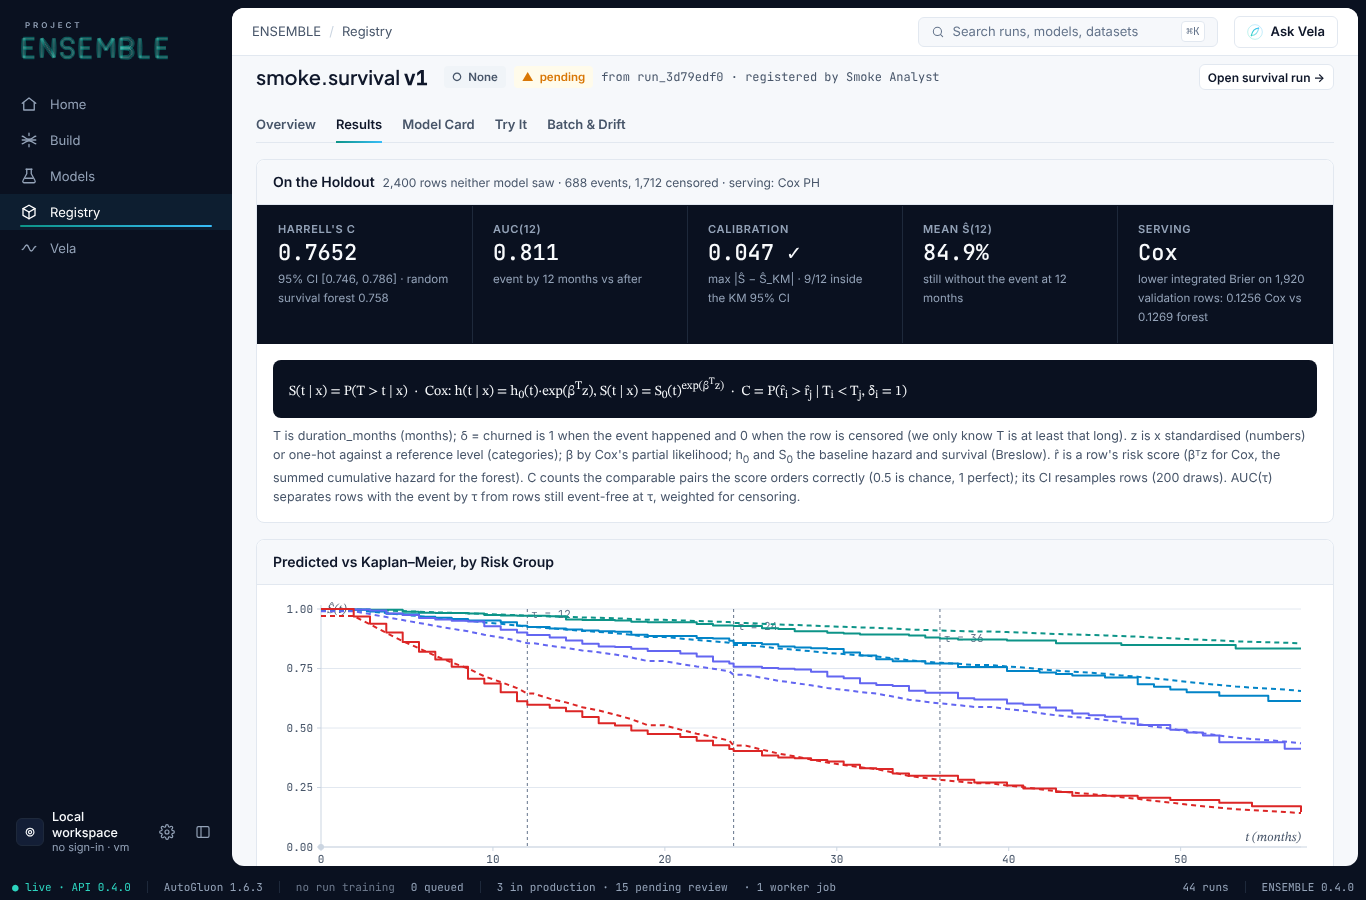 PROJECT
ENSEMBLE
Home
Build
Models
Registry
Vela
Local workspace
no sign-in · vm
ENSEMBLE / Registry
Search runs, models, datasets ⌘K
Ask Vela
smoke.survival v1 None pending from run_3d79edf0 · registered by Smoke Analyst
Open survival run →
Overview Results Model Card Try It Batch & Drift
On the Holdout 2,400 rows neither model saw · 688 events, 1,712 censored · serving: Cox PH
HARRELL'S C
0.7652
95% CI [0.746, 0.786] · random
survival forest 0.758
AUC(12)
0.811
event by 12 months vs after
CALIBRATION
0.047 ✓
max |Ŝ − Ŝ_KM| · 9/12 inside
the KM 95% CI
MEAN Ŝ(12)
84.9%
still without the event at 12
months
SERVING
Cox
lower integrated Brier on 1,920
validation rows: 0.1256 Cox vs
0.1269 forest
S(t | x) = P(T > t | x) · Cox: h(t | x) = h₀(t)·exp(βᵀz), S(t | x) = S₀(t)^exp(βᵀz) · C = P(r̂ᵢ > r̂ⱼ | Tᵢ < Tⱼ, δᵢ = 1)
T is duration_months (months); δ = churned is 1 when the event happened and 0 when the row is censored (we only know T is at least that long). z is x standardised (numbers)
or one-hot against a reference level (categories); β by Cox's partial likelihood; h₀ and S₀ the baseline hazard and survival (Breslow). r̂ is a row's risk score (βᵀz for Cox, the
summed cumulative hazard for the forest). C counts the comparable pairs the score orders correctly (0.5 is chance, 1 perfect); its CI resamples rows (200 draws). AUC(τ)
separates rows with the event by τ from rows still event-free at τ, weighted for censoring.
Predicted vs Kaplan–Meier, by Risk Group
Ŝ(t)
τ = 12
τ = 24
τ = 36
1.00
0.75
0.50
0.25
0.00
t (months)
0 10 20 30 40 50
live · API 0.4.0 AutoGluon 1.6.3 no run training 0 queued 3 in production · 15 pending review · 1 worker job 44 runs ENSEMBLE 0.4.0